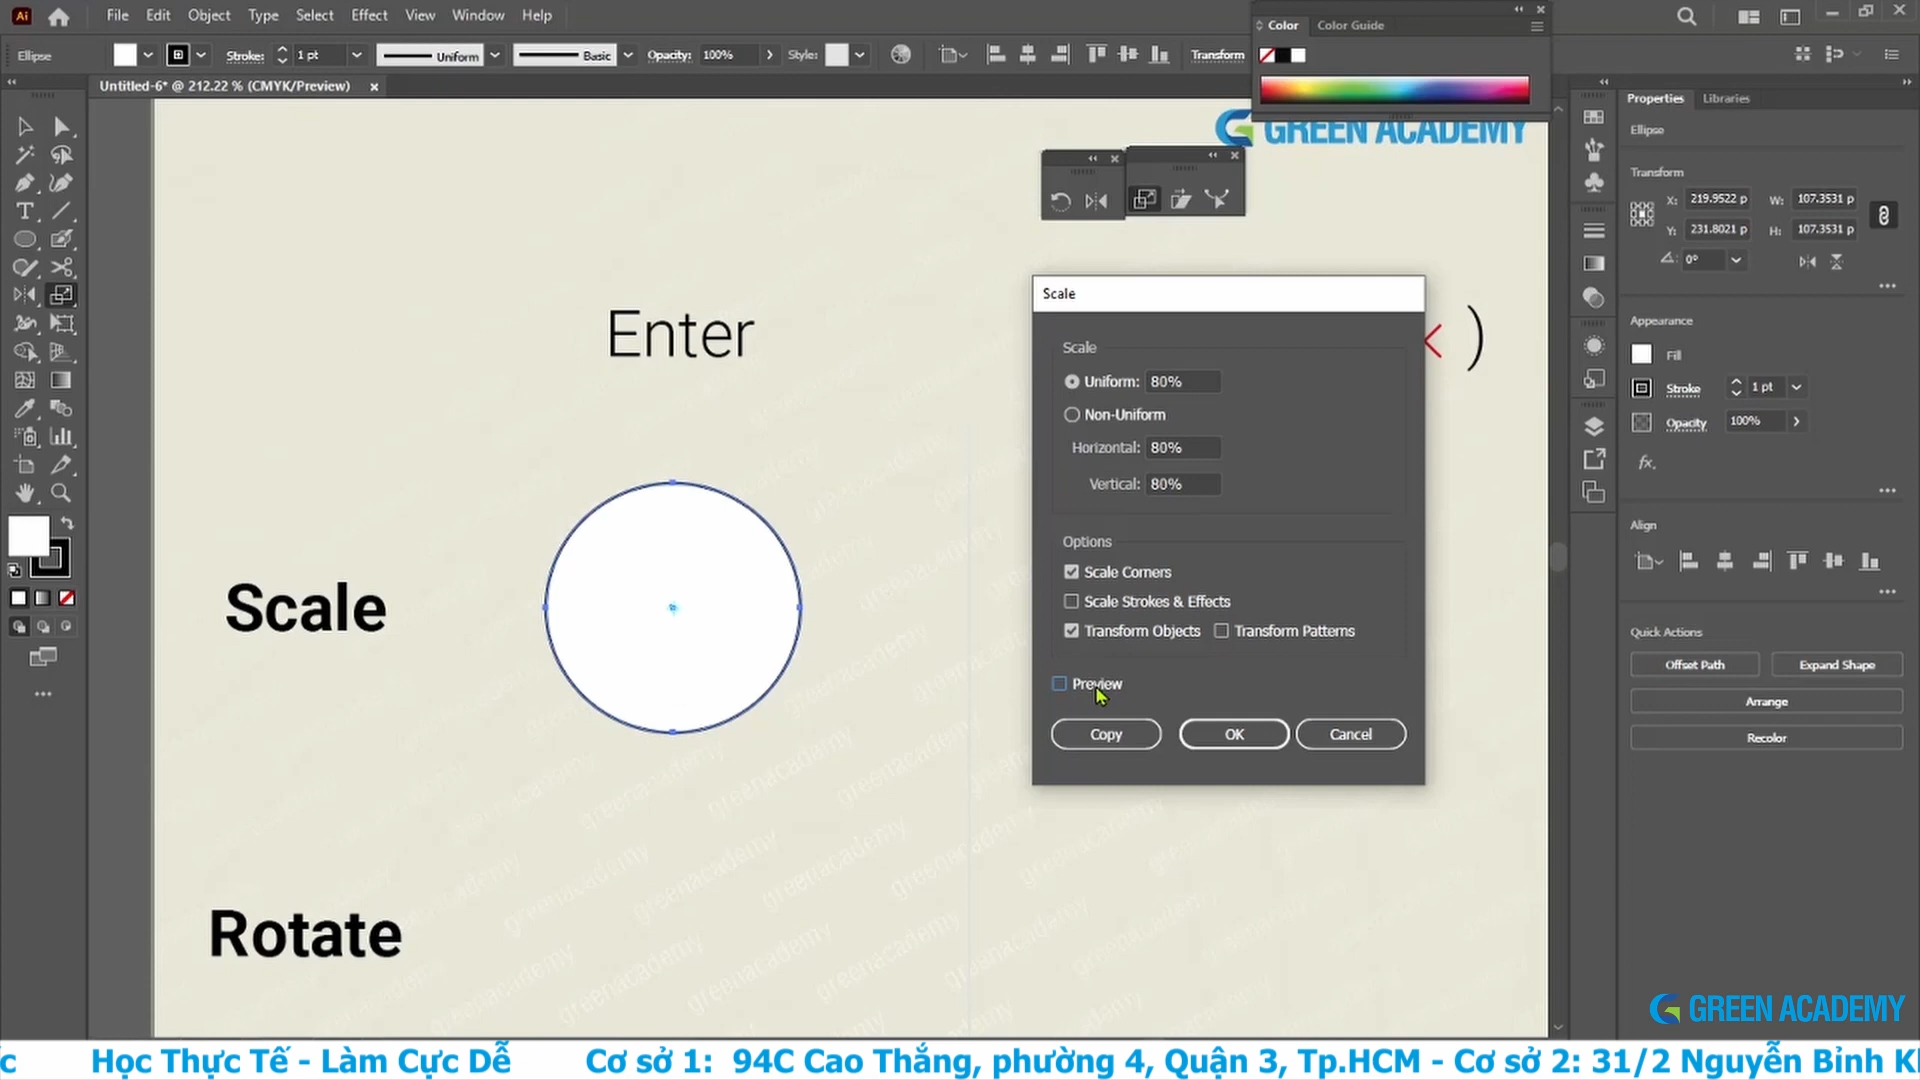 Ai File Edit Object Type Select Effect View Window Help
Color Color Guide
Ellipse Stroke: 1 pt Uniform Basic Opacity: 100% Style: Transform
Untitled-6* @ 212.22 % (CMYK/Preview)
GREEN ACADEMY
Properties Libraries
Ellipse
Transform
X: 219.9522 p W: 107.3531 p
Y: 231.8021 p H: 107.3531 p
0°
Appearance
Fill
Stroke 1 pt
Opacity 100%
fx.
Align
Quick Actions
Offset Path Expand Shape
Arrange
Recolor
Enter
)
Scale
Rotate
Scale
Scale
Uniform: 80%
Non-Uniform
Horizontal: 80%
Vertical: 80%
Options
Scale Corners
Scale Strokes & Effects
Transform Objects Transform Patterns
Preview
Copy OK Cancel
greenacademy
GREEN ACADEMY
Học Thực Tế - Làm Cực Dễ Cơ sở 1: 94C Cao Thắng, phường 4, Quận 3, Tp.HCM - Cơ sở 2: 31/2 Nguyễn Bỉnh